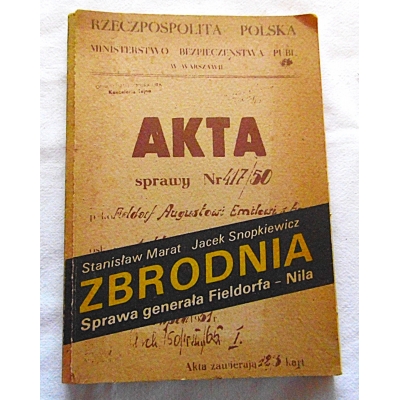 RZECZPOSPOLITA POLSKA
MINISTERSTWO BEZPIECZEŃSTWA PUBL.
W WARSZAWIE
AKTA
sprawy Nr 417/50
Fieldorf Augustowi Emilowi
Stanisław Marat Jacek Snopkiewicz
ZBRODNIA
Sprawa generała Fieldorfa - Nila
I.
Akta zawierają 325 kart